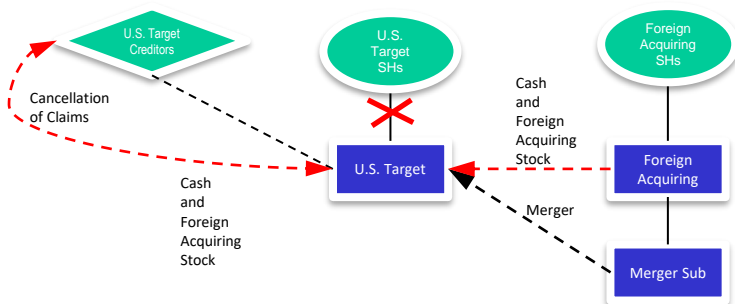 U.S. Target
Creditors
U.S.
Target
SHs
Foreign
Acquiring
SHs
Cancellation
of Claims
Cash
and
Foreign
Acquiring
Stock
U.S. Target
Foreign
Acquiring
Cash
and
Foreign
Acquiring
Stock
Merger
Merger Sub